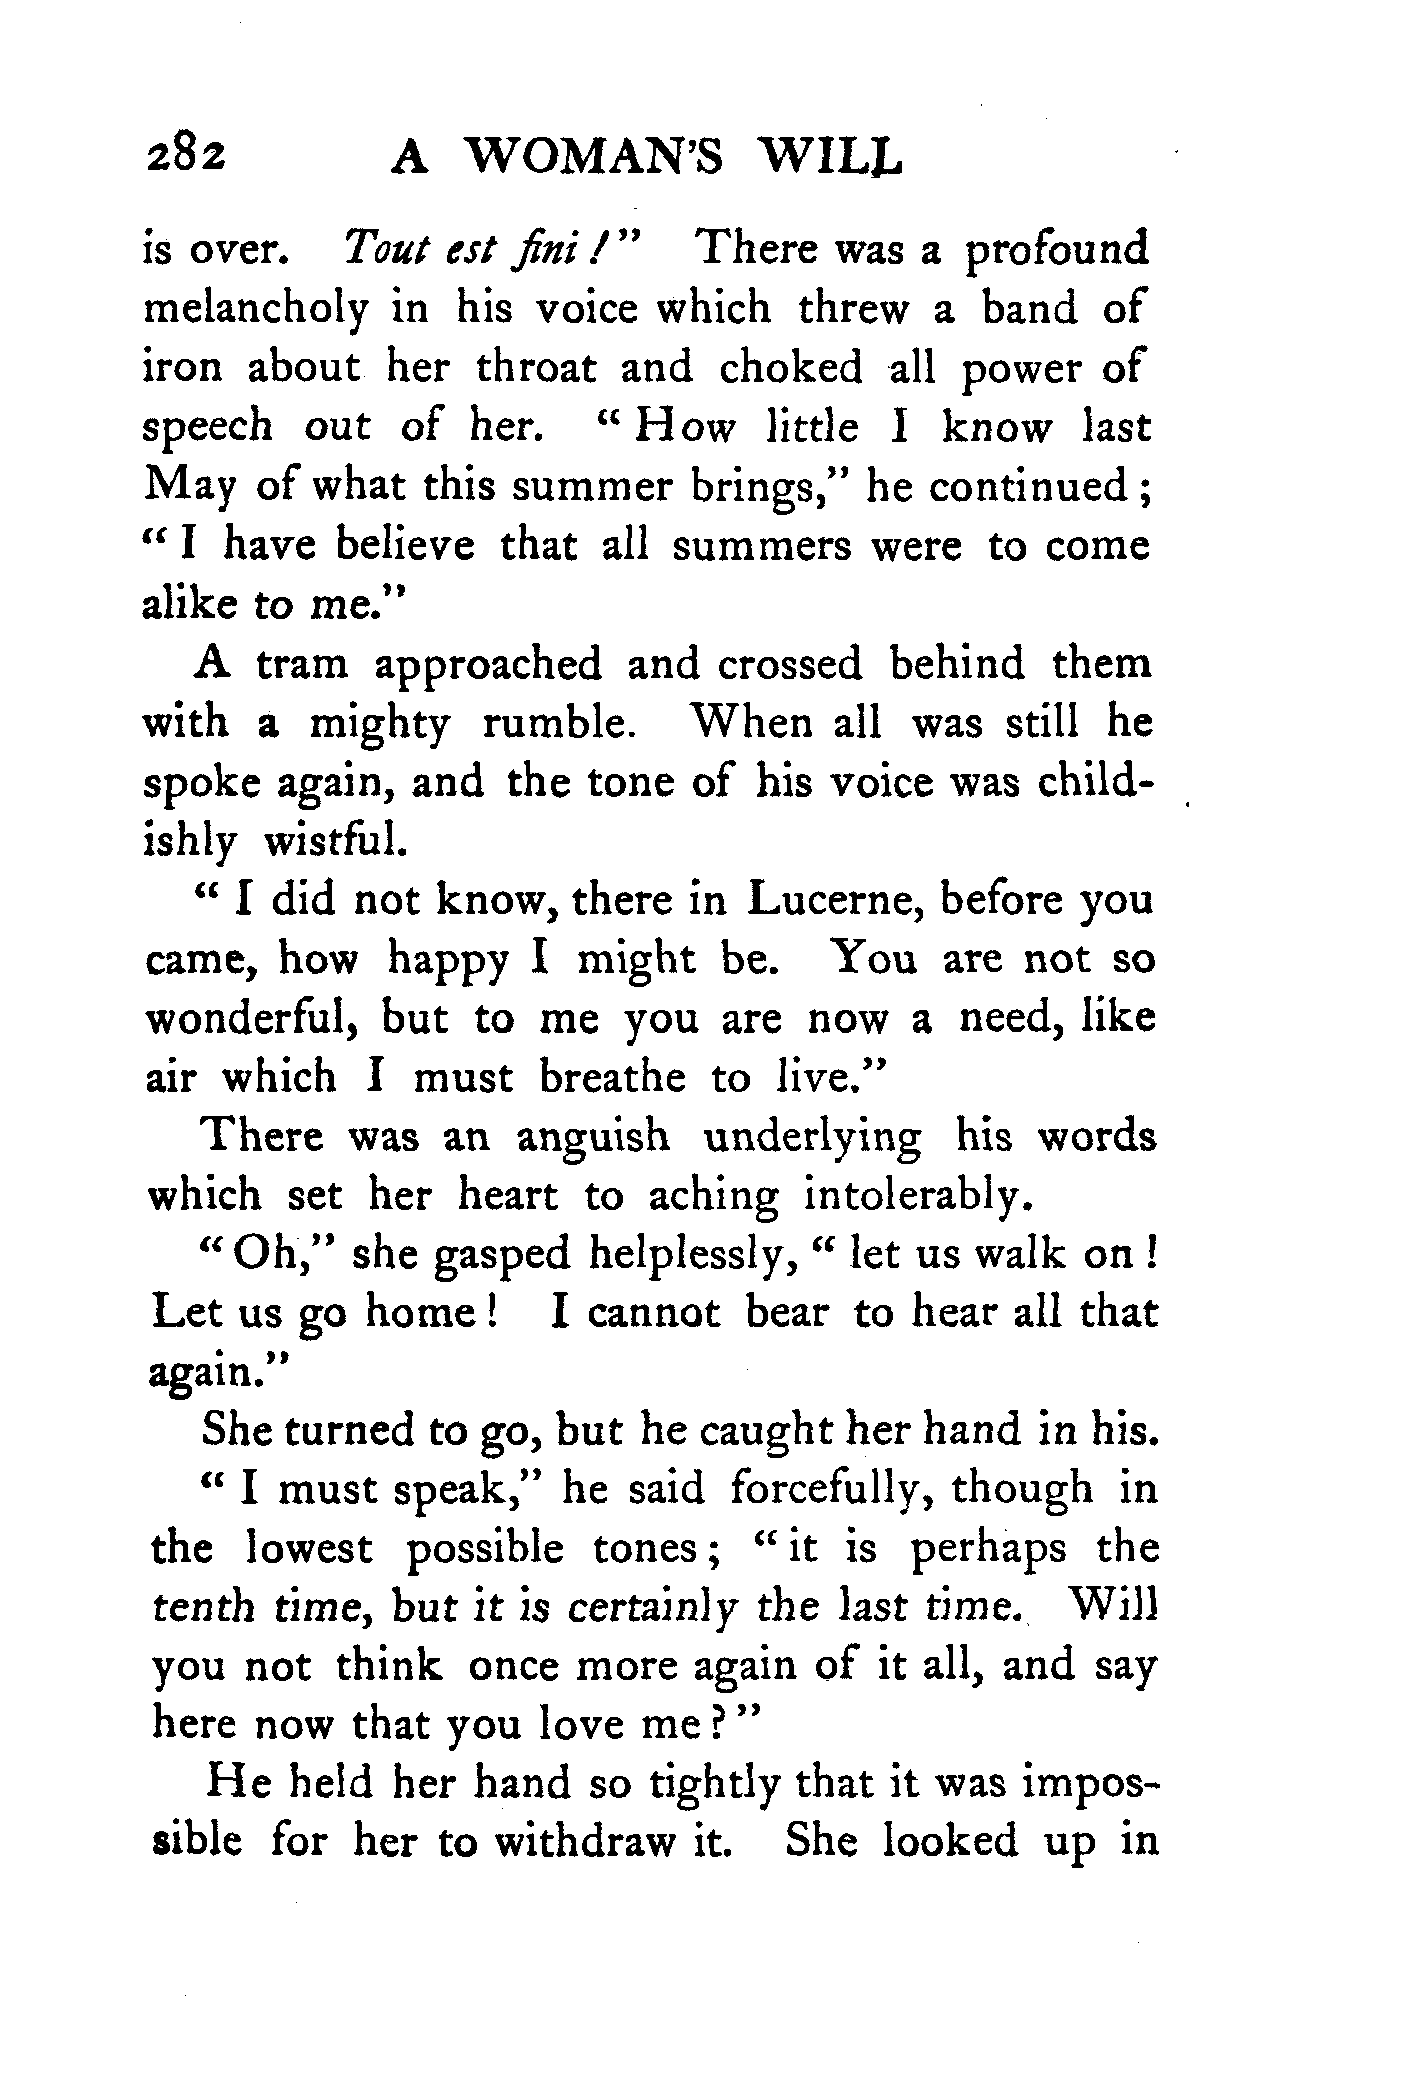 282 A WOMAN'S WILL
is over. Tout est fini!" There was a profound
melancholy in his voice which threw a band of
iron about her throat and choked all power of
speech out of her. "How little I know last
May of what this summer brings," he continued;
"I have believe that all summers were to come
alike to me."
A tram approached and crossed behind them
with a mighty rumble. When all was still he
spoke again, and the tone of his voice was child-
ishly wistful.
"I did not know, there in Lucerne, before you
came, how happy I might be. You are not so
wonderful, but to me you are now a need, like
air which I must breathe to live."
There was an anguish underlying his words
which set her heart to aching intolerably.
"Oh," she gasped helplessly, "let us walk on!
Let us go home! I cannot bear to hear all that
again."
She turned to go, but he caught her hand in his.
"I must speak," he said forcefully, though in
the lowest possible tones; "it is perhaps the
tenth time, but it is certainly the last time. Will
you not think once more again of it all, and say
here now that you love me?"
He held her hand so tightly that it was impos-
sible for her to withdraw it. She looked up in